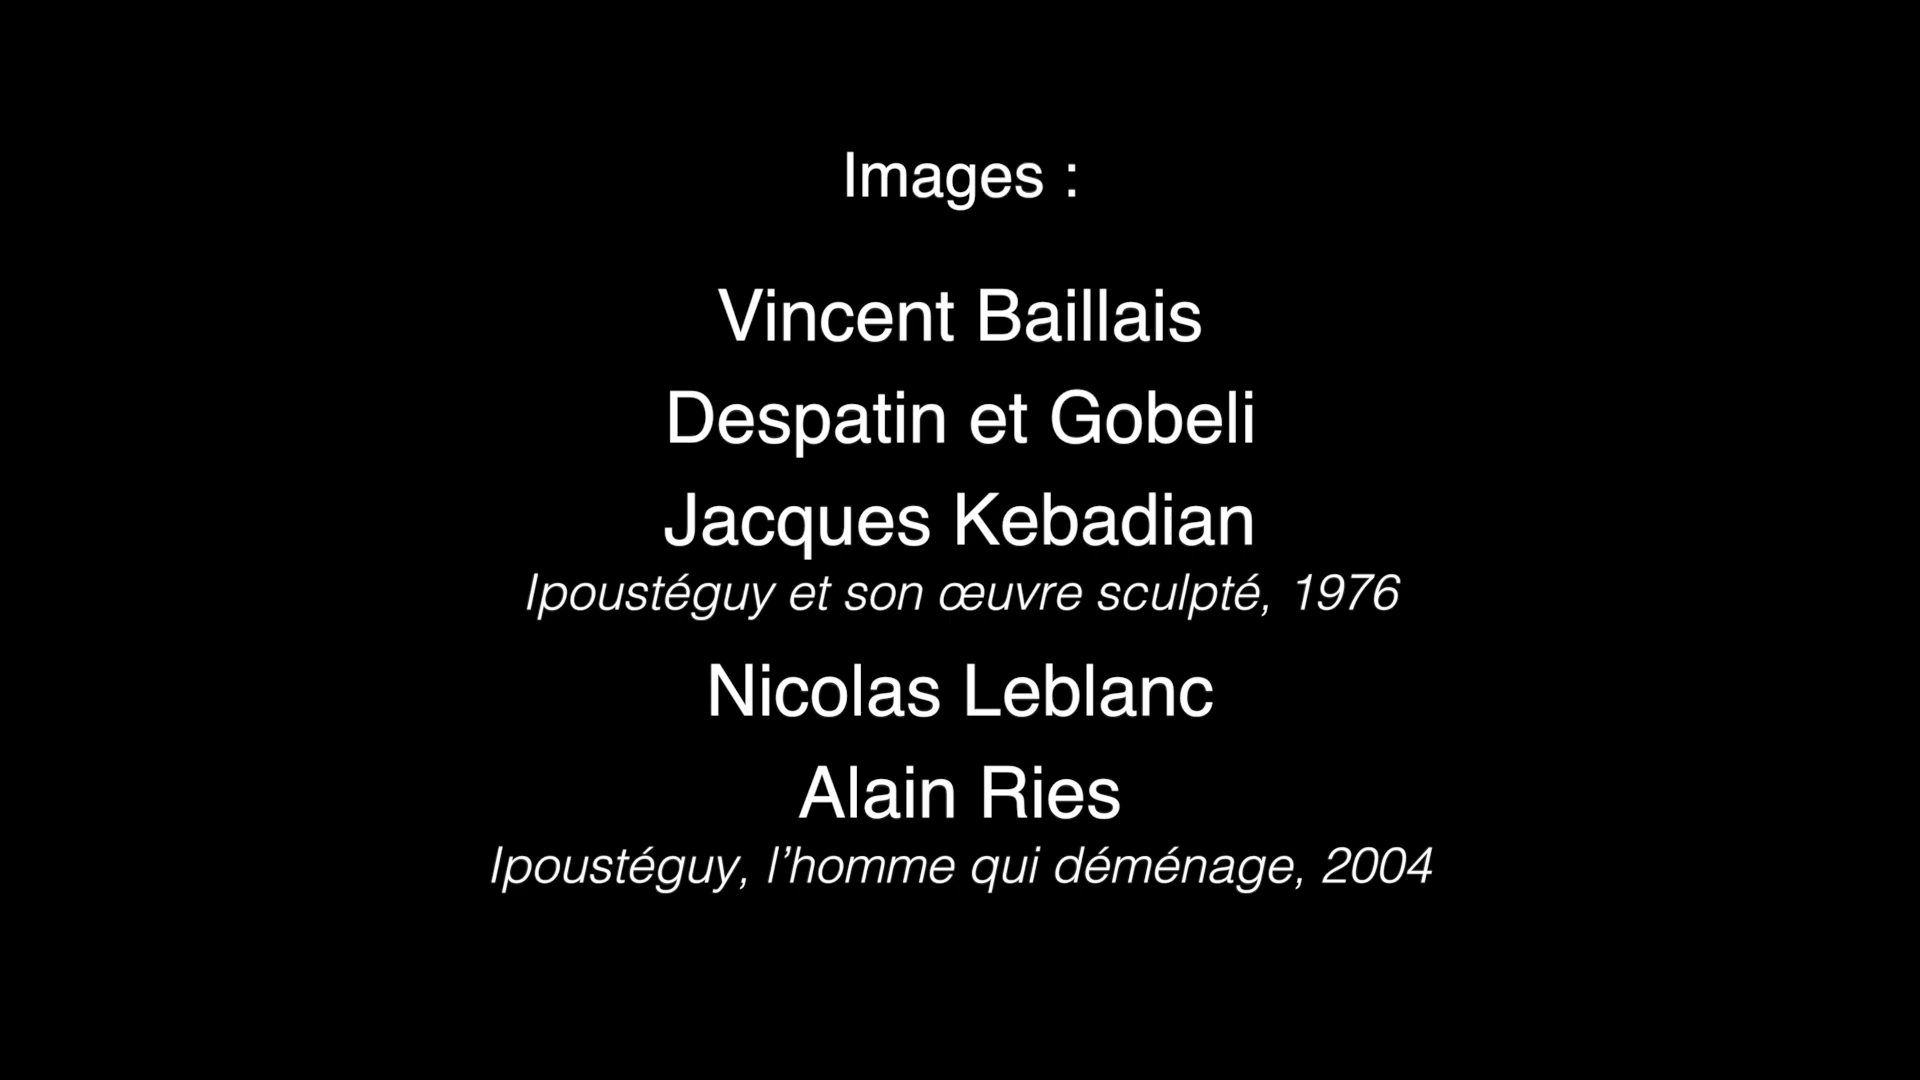 Images :
Vincent Baillais
Despatin et Gobeli
Jacques Kebadian
Ipoustéguy et son œuvre sculpté, 1976
Nicolas Leblanc
Alain Ries
Ipoustéguy, l’homme qui déménage, 2004